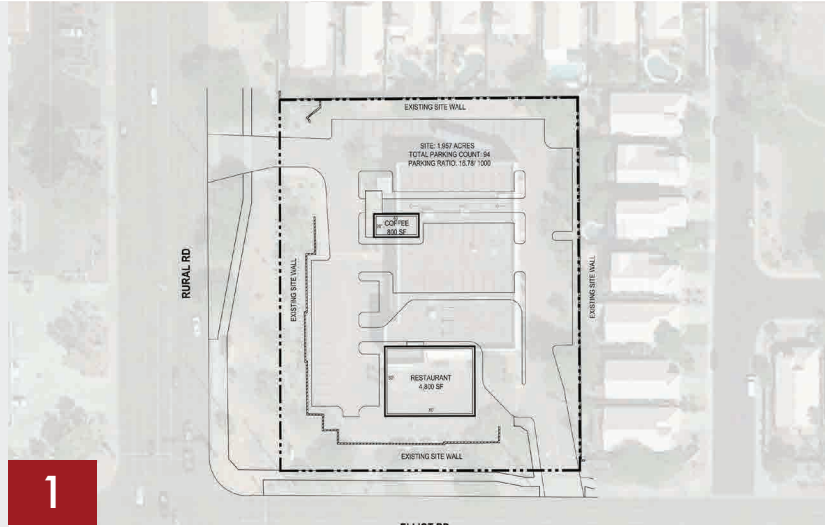 EXISTING SITE WALL
SITE: 1.957 ACRES
TOTAL PARKING COUNT: 94
PARKING RATIO: 16.78/ 1000
COFFEE
800 SF
RURAL RD
EXISTING SITE WALL
EXISTING SITE WALL
RESTAURANT
4,800 SF
EXISTING SITE WALL
1